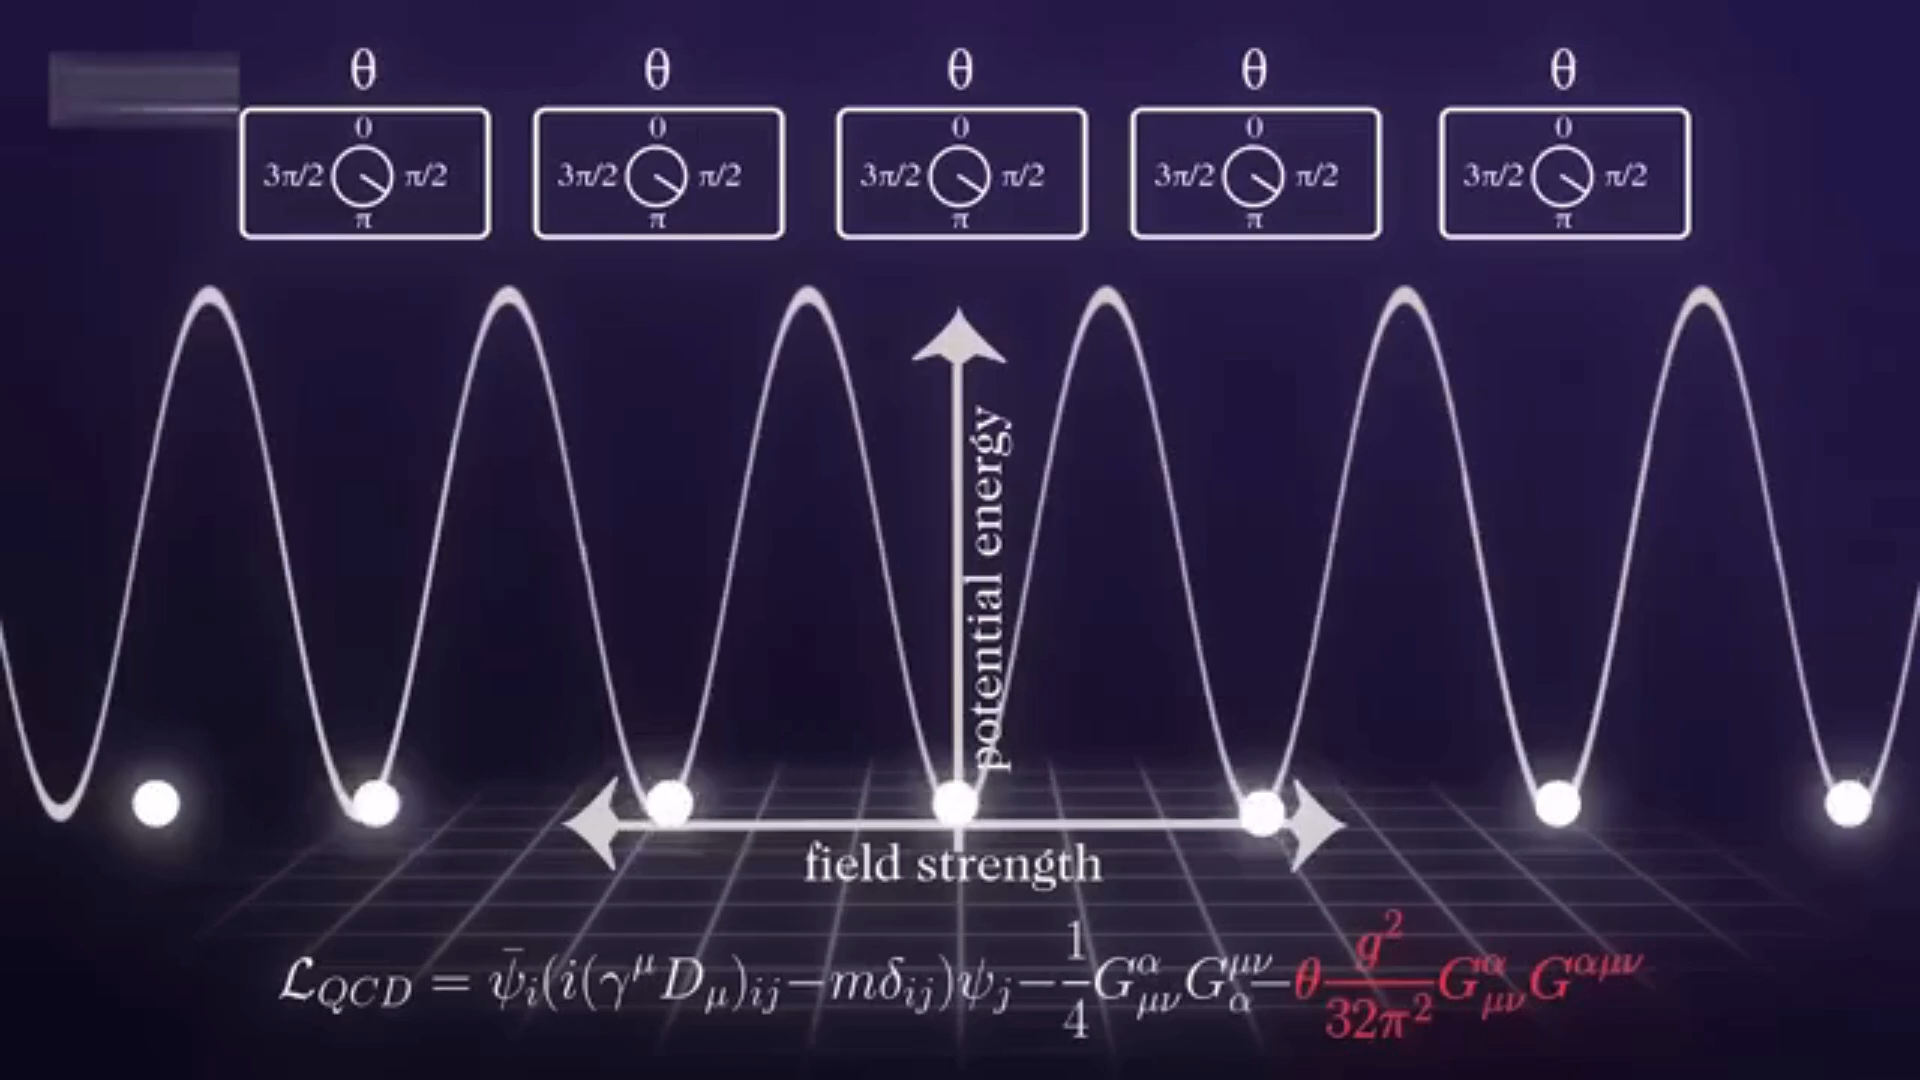 θ θ θ θ θ
0 0 0 0 0
3π/2 π/2 3π/2 π/2 3π/2 π/2 3π/2 π/2 3π/2 π/2
π π π π π
potential energy
field strength
ℒ_QCD = ψ̄_i(i(γ^μ D_μ)_ij − mδ_ij)ψ_j − 1/4 G^α_μν G^μν_α − θ g²/32π² G^α_μν G^αμν